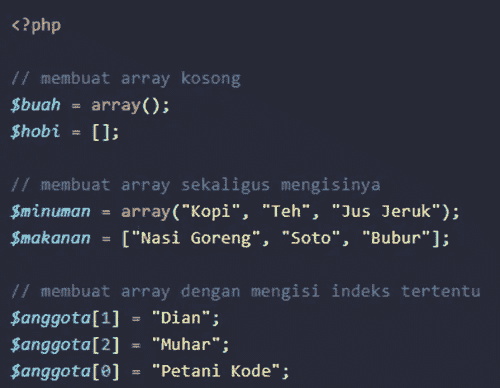 <?php
// membuat array kosong
$buah = array();
$hobi = [];
// membuat array sekaligus mengisinya
$minuman = array("Kopi", "Teh", "Jus Jeruk");
$makanan = ["Nasi Goreng", "Soto", "Bubur"];
// membuat array dengan mengisi indeks tertentu
$anggota[1] = "Dian";
$anggota[2] = "Muhar";
$anggota[0] = "Petani Kode";